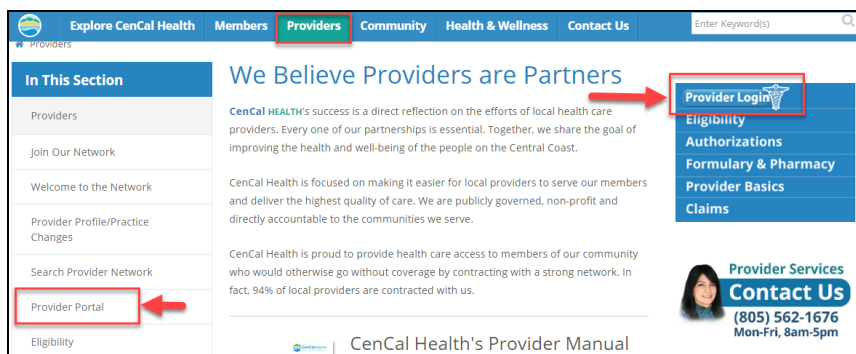 Explore CenCal Health Members Providers Community Health & Wellness Contact Us Enter Keyword(s)
Providers
In This Section
Providers
Join Our Network
Welcome to the Network
Provider Profile/Practice
Changes
Search Provider Network
Provider Portal
Eligibility
We Believe Providers are Partners
CenCal HEALTH's success is a direct reflection on the efforts of local health care
providers. Every one of our partnerships is essential. Together, we share the goal of
improving the health and well-being of the people on the Central Coast.
CenCal Health is focused on making it easier for local providers to serve our members
and deliver the highest quality of care. We are publicly governed, non-profit and
directly accountable to the communities we serve.
CenCal Health is proud to provide health care access to members of our community
who would otherwise go without coverage by contracting with a strong network. In
fact, 94% of local providers are contracted with us.
CenCal HEALTH
CenCal Health's Provider Manual
Provider Login
Eligibility
Authorizations
Formulary & Pharmacy
Provider Basics
Claims
Provider Services
Contact Us
(805) 562-1676
Mon-Fri, 8am-5pm